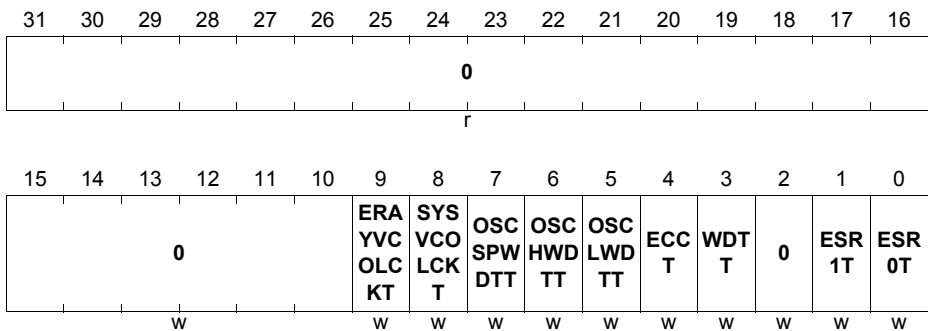 31 30 29 28 27 26 25 24 23 22 21 20 19 18 17 16
0
r
15 14 13 12 11 10 9 8 7 6 5 4 3 2 1 0
0 ERA YVC OLC KT SYS VCO LCK T OSC SPW DTT OSC HWD TT OSC LWD TT ECC T WDT T 0 ESR 1T ESR 0T
w w w w w w w w w w w